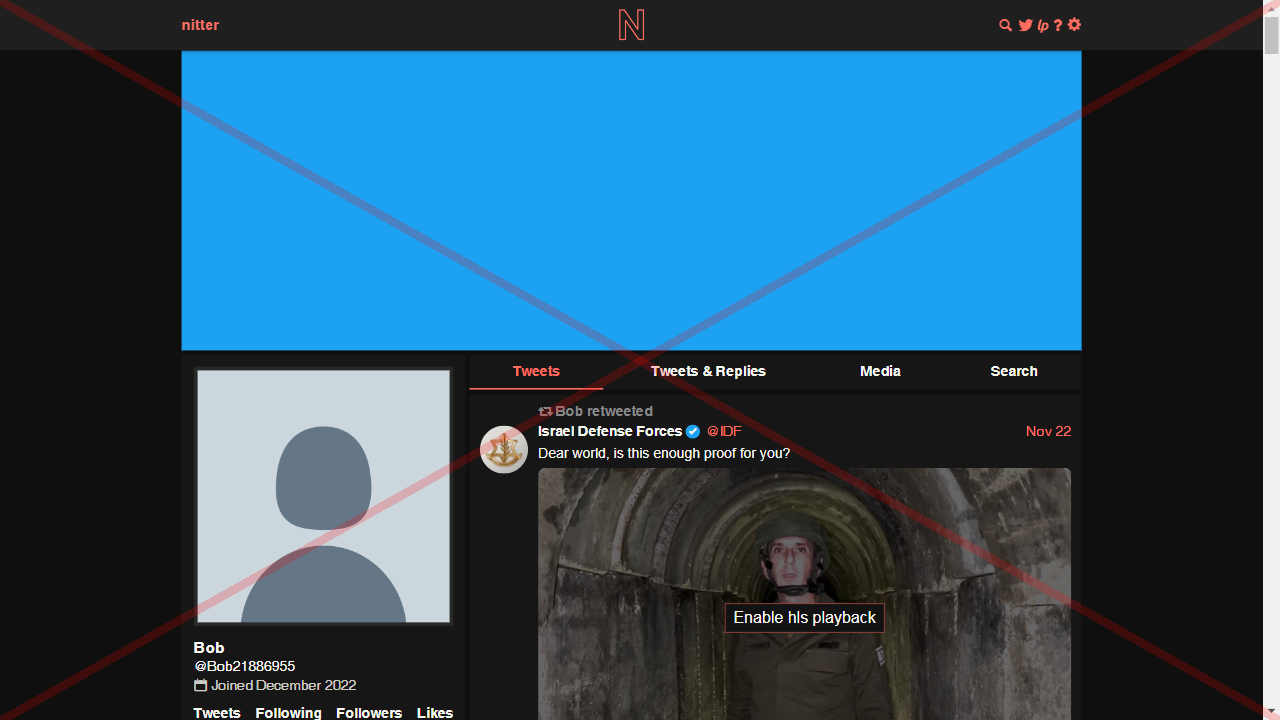 nitter
N
lp ?
Tweets
Tweets & Replies
Media
Search
Bob retweeted
Israel Defense Forces @IDF Nov 22
Dear world, is this enough proof for you?
Enable hls playback
Bob
@Bob21886955
Joined December 2022
Tweets Following Followers Likes